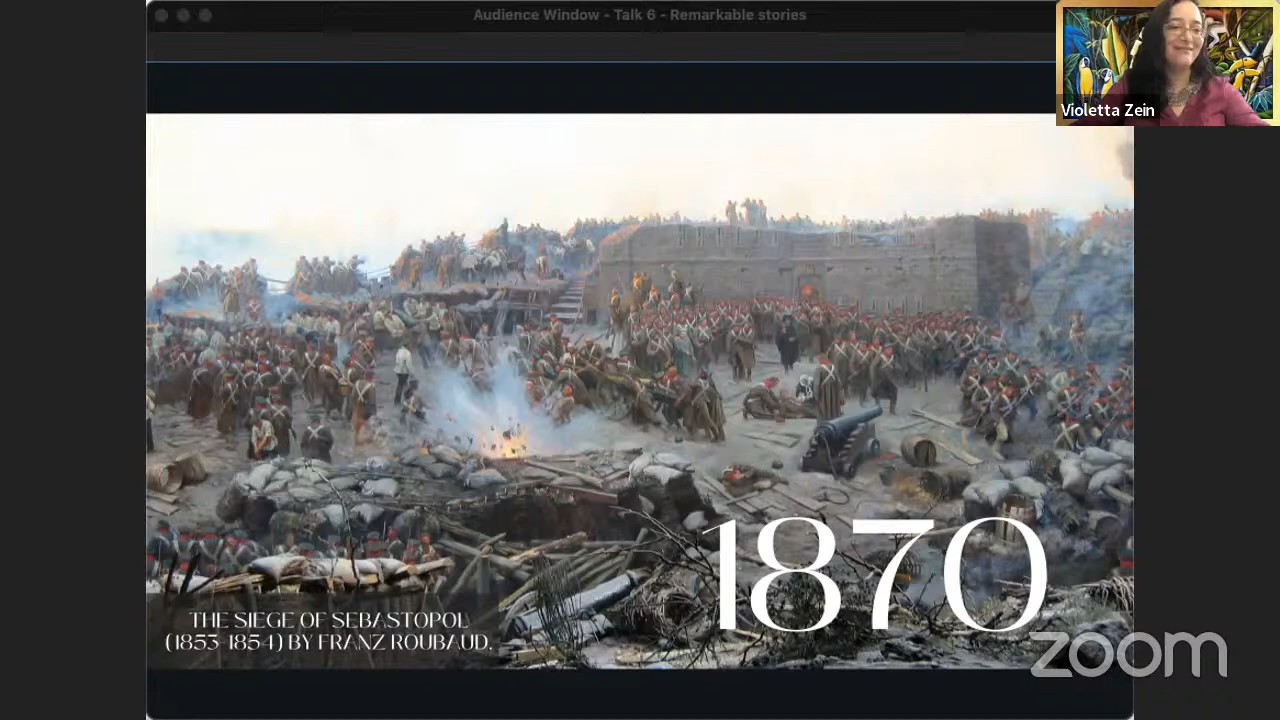 Audience Window - Talk 6 - Remarkable stories
Violetta Zein
1870
THE SIEGE OF SEBASTOPOL
(1853-1854) BY FRANZ ROUBAUD.
zoom